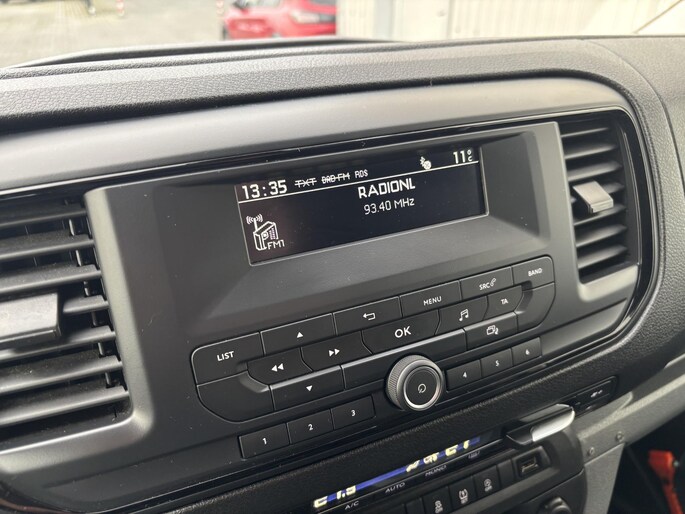 13:35 TXT DAB-FM RDS 11°C
RADIONL
93.40 MHz
FM1
BAND
SRC
MENU
TA
LIST
OK
1 2 3 4 5 6
A/C AUTO MONO